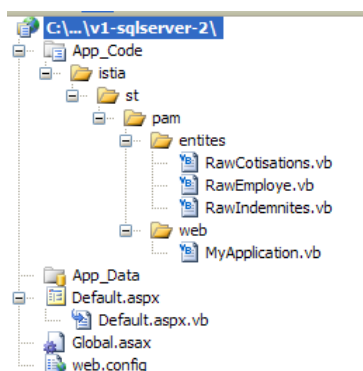 C:\...\v1-sqlserver-2\
App_Code
istia
st
pam
entites
RawCotisations.vb
RawEmploye.vb
RawIndemnites.vb
web
MyApplication.vb
App_Data
Default.aspx
Default.aspx.vb
Global.asax
web.config